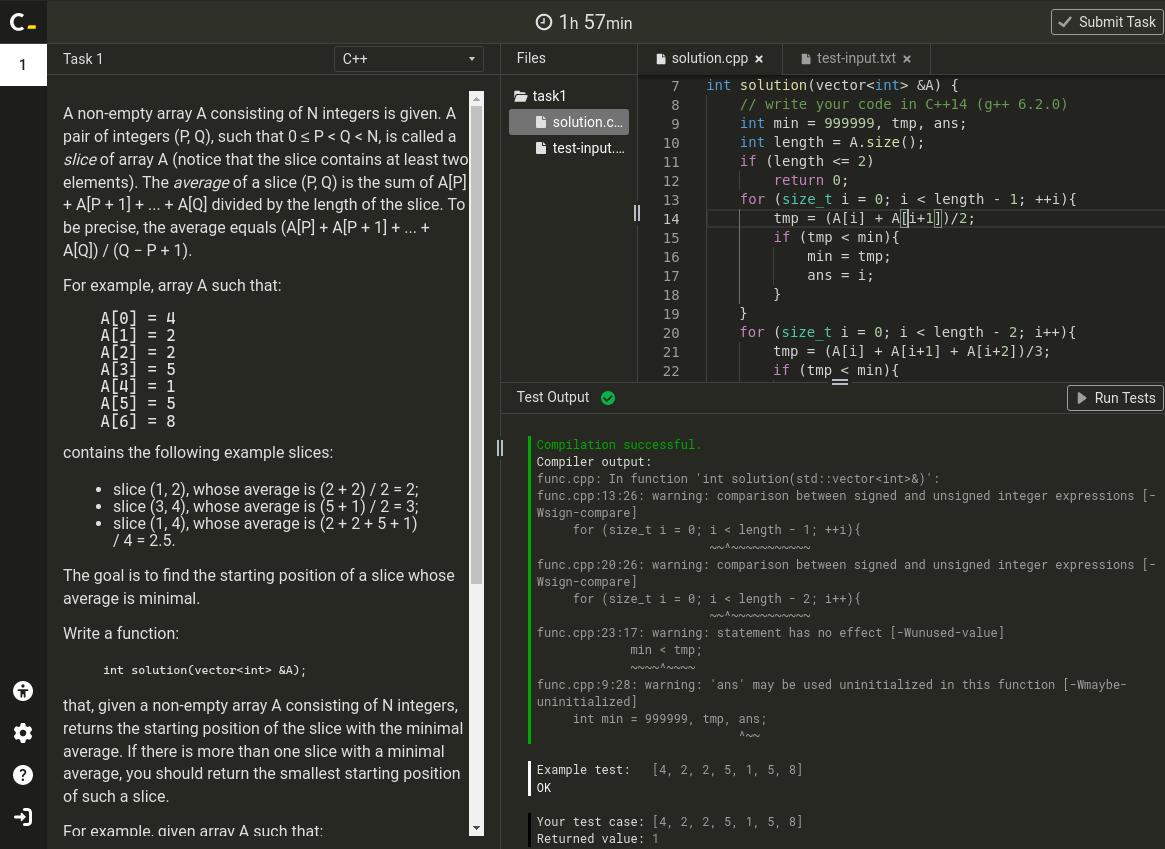 C_
1h 57min
Submit Task
1
Task 1
C++
Files
solution.cpp ×
test-input.txt ×
task1
solution.c...
test-input....
A non-empty array A consisting of N integers is given. A
pair of integers (P, Q), such that 0 ≤ P < Q < N, is called a
slice of array A (notice that the slice contains at least two
elements). The average of a slice (P, Q) is the sum of A[P]
+ A[P + 1] + ... + A[Q] divided by the length of the slice. To
be precise, the average equals (A[P] + A[P + 1] + ... +
A[Q]) / (Q − P + 1).
For example, array A such that:
A[0] = 4
A[1] = 2
A[2] = 2
A[3] = 5
A[4] = 1
A[5] = 5
A[6] = 8
contains the following example slices:
• slice (1, 2), whose average is (2 + 2) / 2 = 2;
• slice (3, 4), whose average is (5 + 1) / 2 = 3;
• slice (1, 4), whose average is (2 + 2 + 5 + 1)
/ 4 = 2.5.
The goal is to find the starting position of a slice whose
average is minimal.
Write a function:
int solution(vector<int> &A);
that, given a non-empty array A consisting of N integers,
returns the starting position of the slice with the minimal
average. If there is more than one slice with a minimal
average, you should return the smallest starting position
of such a slice.
For example, given array A such that:
7 int solution(vector<int> &A) {
8 // write your code in C++14 (g++ 6.2.0)
9 int min = 999999, tmp, ans;
10 int length = A.size();
11 if (length <= 2)
12 return 0;
13 for (size_t i = 0; i < length - 1; ++i){
14 tmp = (A[i] + A[i+1])/2;
15 if (tmp < min){
16 min = tmp;
17 ans = i;
18 }
19 }
20 for (size_t i = 0; i < length - 2; i++){
21 tmp = (A[i] + A[i+1] + A[i+2])/3;
22 if (tmp < min){
Test Output
Run Tests
Compilation successful.
Compiler output:
func.cpp: In function 'int solution(std::vector<int>&)':
func.cpp:13:26: warning: comparison between signed and unsigned integer expressions [-
Wsign-compare]
for (size_t i = 0; i < length - 1; ++i){
~~^~~~~~~~~~~~
func.cpp:20:26: warning: comparison between signed and unsigned integer expressions [-
Wsign-compare]
for (size_t i = 0; i < length - 2; i++){
~~^~~~~~~~~~~~
func.cpp:23:17: warning: statement has no effect [-Wunused-value]
min < tmp;
~~~~^~~~~
func.cpp:9:28: warning: 'ans' may be used uninitialized in this function [-Wmaybe-
uninitialized]
int min = 999999, tmp, ans;
^~~
Example test: [4, 2, 2, 5, 1, 5, 8]
OK
Your test case: [4, 2, 2, 5, 1, 5, 8]
Returned value: 1